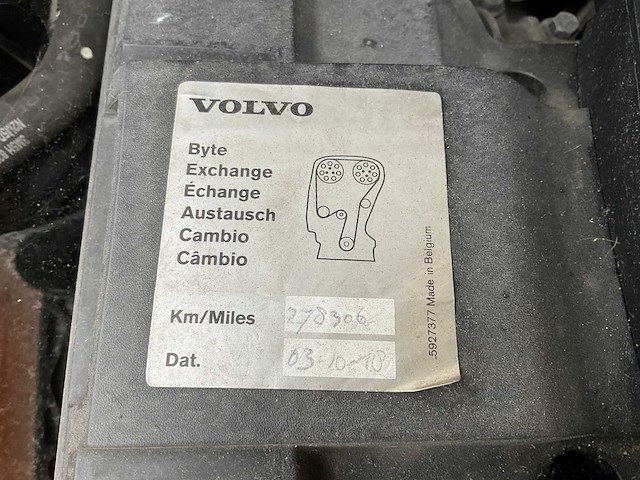 VOLVO
Byte
Exchange
Échange
Austausch
Cambio
Câmbio
Km/Miles 278306
Dat. 03-10-18
5927377 Made in Belgium